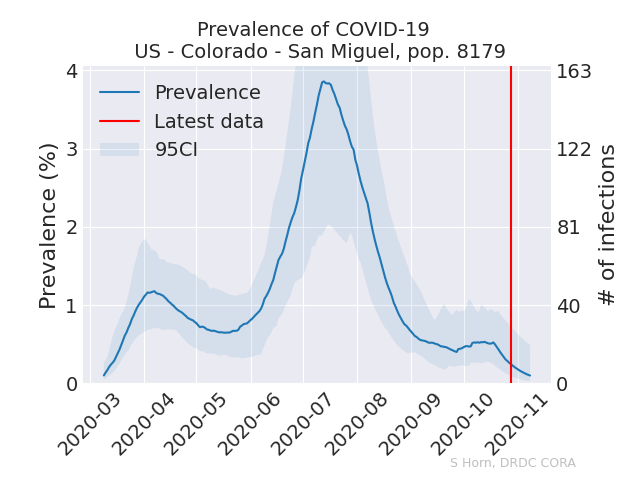 Prevalence of COVID-19
US - Colorado - San Miguel, pop. 8179
Prevalence (%)
4
3
2
1
0
Prevalence
Latest data
95CI
163
122
81
40
0
# of infections
2020-03
2020-04
2020-05
2020-06
2020-07
2020-08
2020-09
2020-10
2020-11
S Horn, DRDC CORA